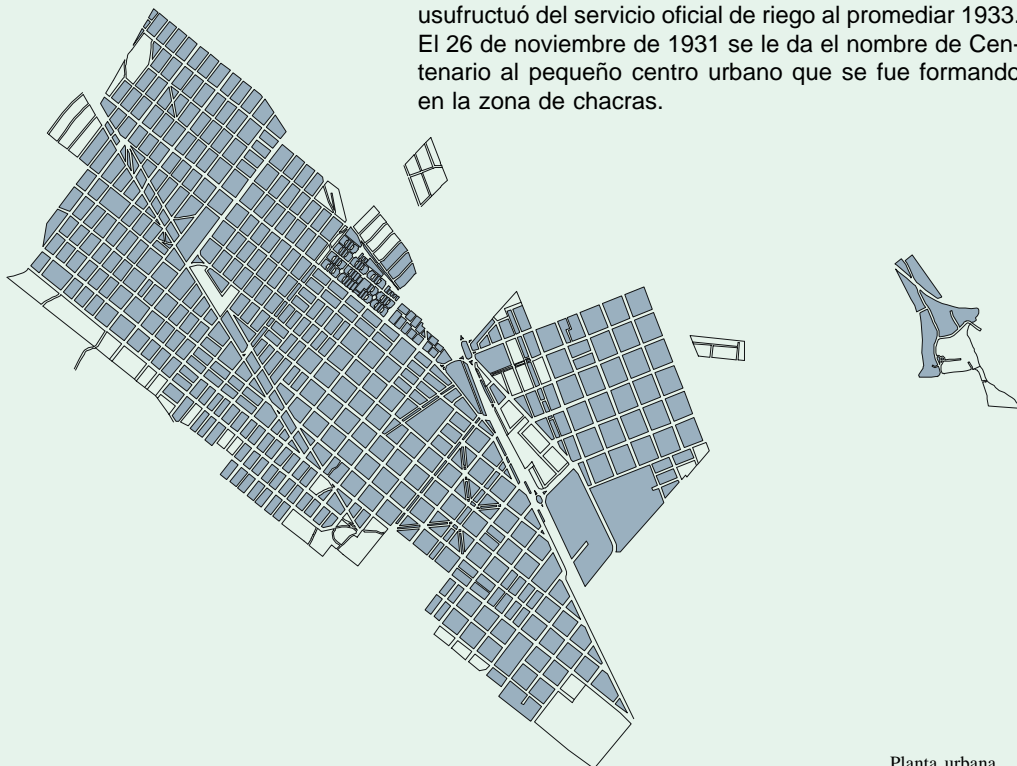 usufructuó del servicio oficial de riego al promediar 1933.
El 26 de noviembre de 1931 se le da el nombre de Cen-
tenario al pequeño centro urbano que se fue formando
en la zona de chacras.
Planta urbana